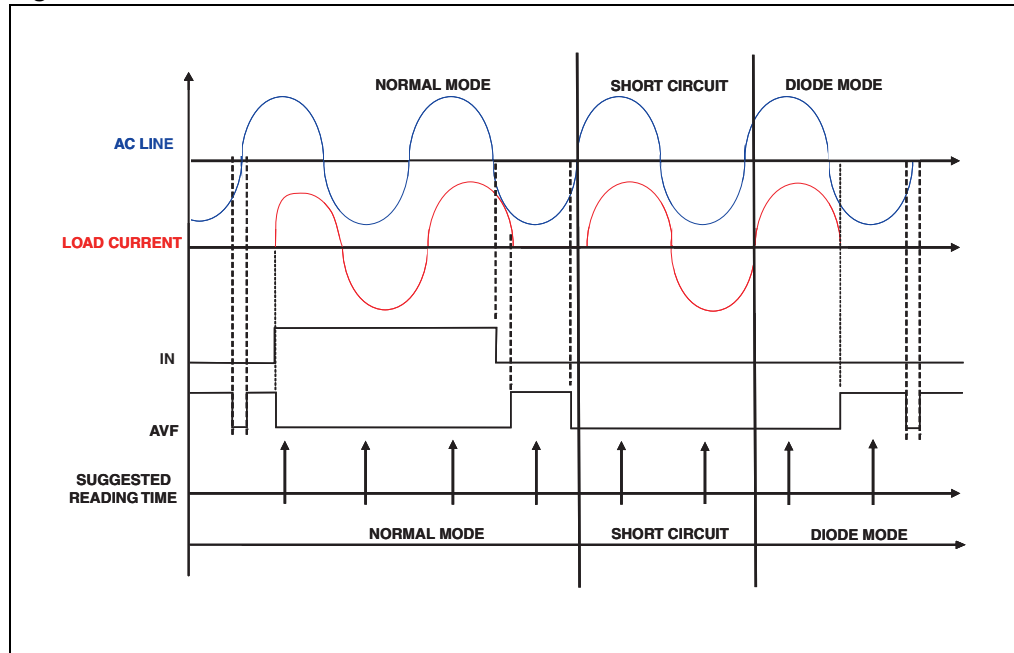 NORMAL MODE
SHORT CIRCUIT
DIODE MODE
AC LINE
LOAD CURRENT
IN
AVF
SUGGESTED
READING TIME
NORMAL MODE
SHORT CIRCUIT
DIODE MODE